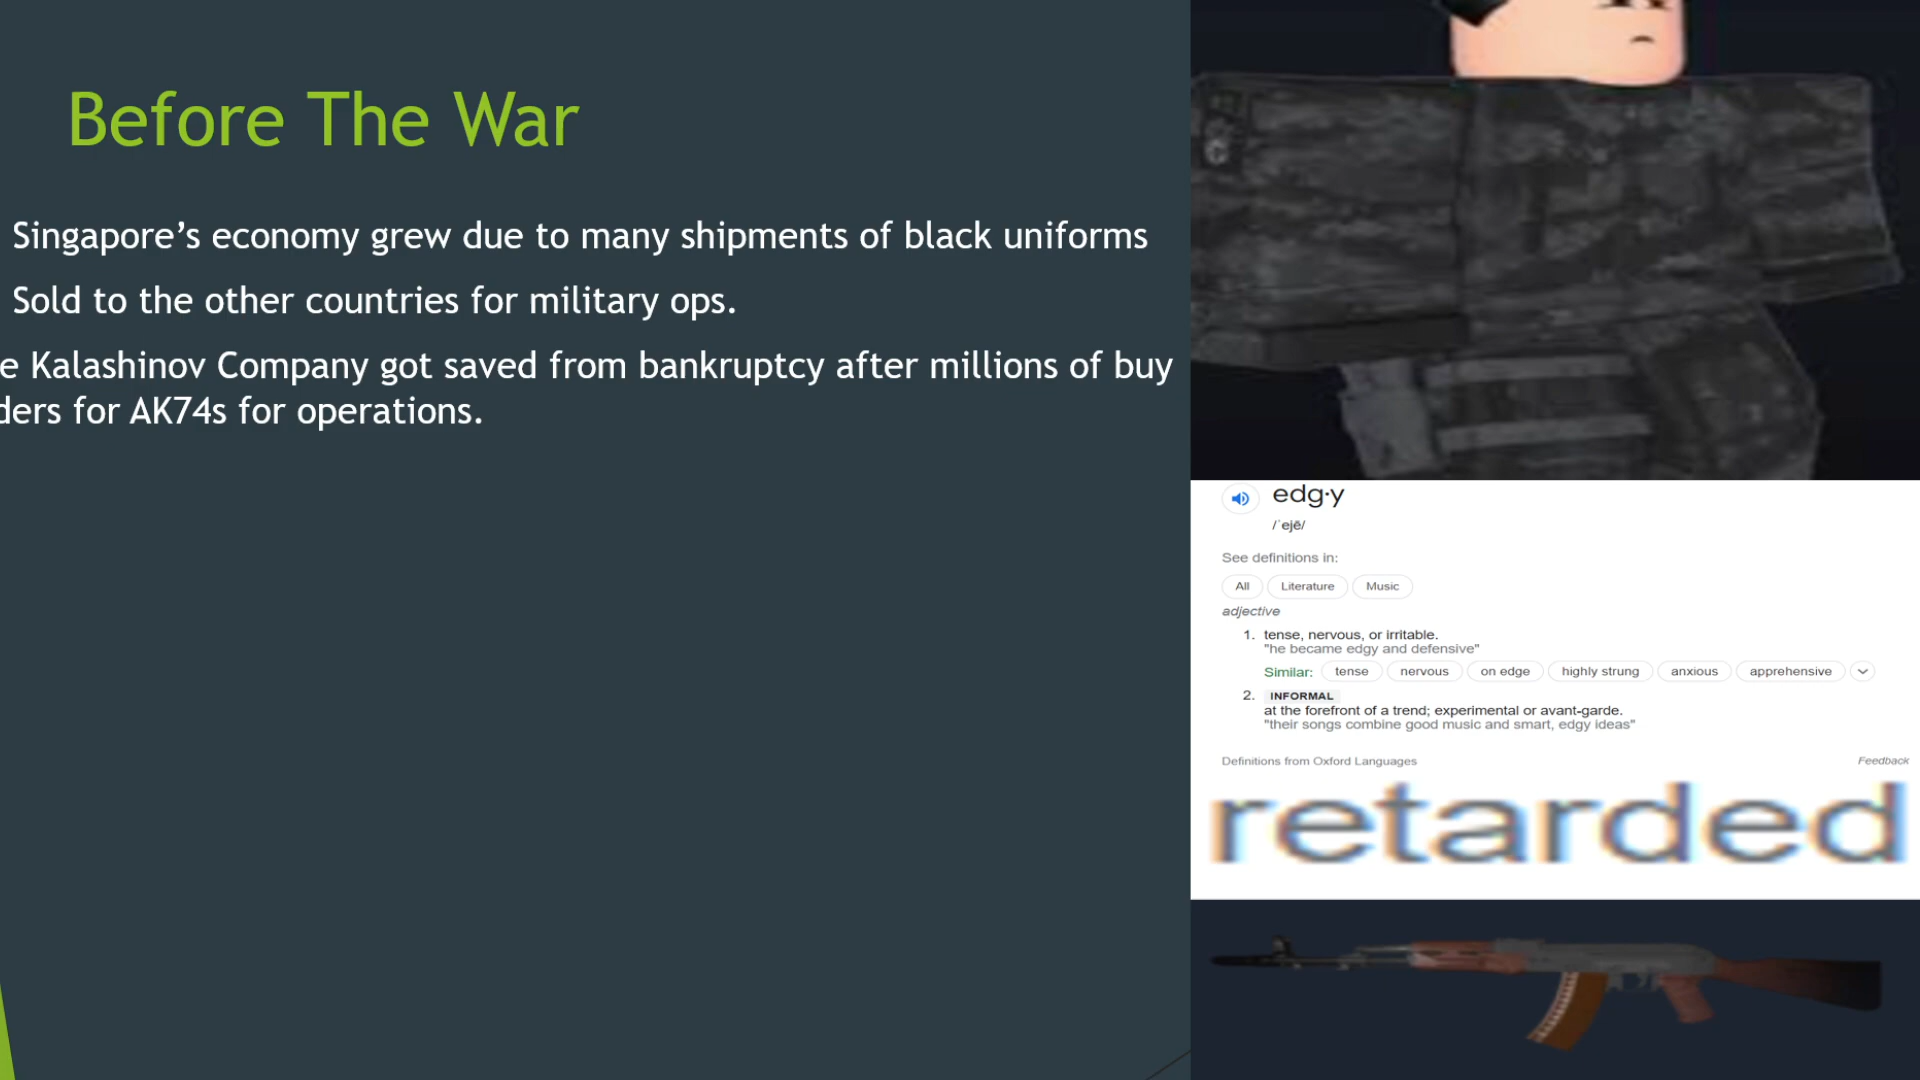 Before The War
Singapore’s economy grew due to many shipments of black uniforms
Sold to the other countries for military ops.
e Kalashinov Company got saved from bankruptcy after millions of buy
ders for AK74s for operations.
edg·y
/ˈejē/
See definitions in:
All Literature Music
adjective
1. tense, nervous, or irritable.
"he became edgy and defensive"
Similar: tense nervous on edge highly strung anxious apprehensive
2. INFORMAL
at the forefront of a trend; experimental or avant-garde.
"their songs combine good music and smart, edgy ideas"
Definitions from Oxford Languages Feedback
retarded